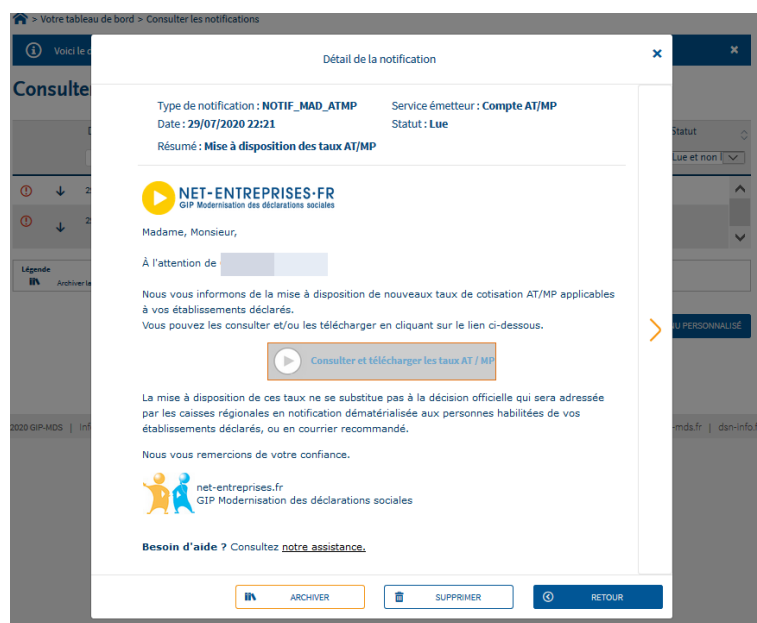 > Votre tableau de bord > Consulter les notifications
Voici le d
Consulte
Détail de la notification
Type de notification : NOTIF_MAD_ATMP
Service émetteur : Compte AT/MP
Date : 29/07/2020 22:21
Statut : Lue
Résumé : Mise à disposition des taux AT/MP
Statut
Lue et non l
NET-ENTREPRISES·FR
GIP Modernisation des déclarations sociales
Madame, Monsieur,
À l'attention de
Nous vous informons de la mise à disposition de nouveaux taux de cotisation AT/MP applicables
à vos établissements déclarés.
Vous pouvez les consulter et/ou les télécharger en cliquant sur le lien ci-dessous.
Légende
Archiver le
U PERSONNALISÉ
Consulter et télécharger les taux AT / MP
La mise à disposition de ces taux ne se substitue pas à la décision officielle qui sera adressée
par les caisses régionales en notification dématérialisée aux personnes habilitées de vos
établissements déclarés, ou en courrier recommandé.
2020 GIP-MDS | Inf
-mds.fr | dsn-info.f
Nous vous remercions de votre confiance.
net-entreprises.fr
GIP Modernisation des déclarations sociales
Besoin d'aide ? Consultez notre assistance.
ARCHIVER
SUPPRIMER
RETOUR